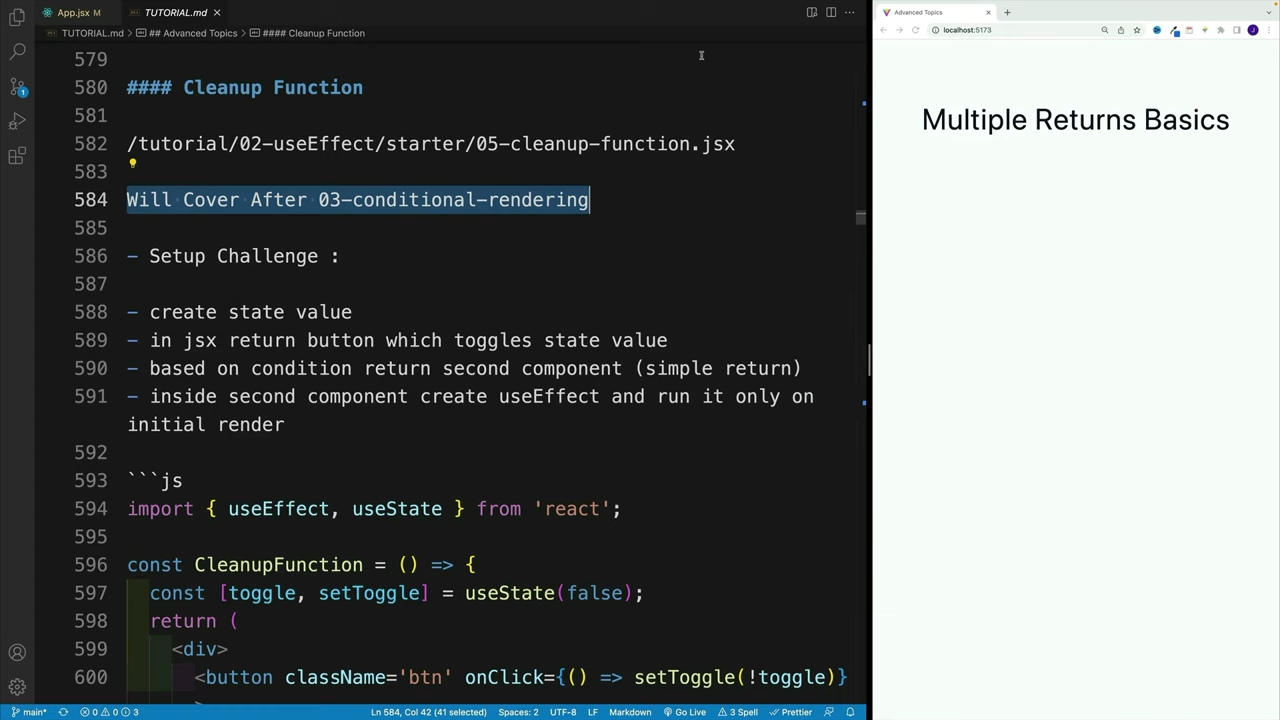 App.jsx M
TUTORIAL.md
TUTORIAL.md > ## Advanced Topics > #### Cleanup Function
579
580 #### Cleanup Function
581
582 /tutorial/02-useEffect/starter/05-cleanup-function.jsx
583
584 Will Cover After 03-conditional-rendering
585
586 - Setup Challenge :
587
588 - create state value
589 - in jsx return button which toggles state value
590 - based on condition return second component (simple return)
591 - inside second component create useEffect and run it only on
initial render
592
593 ```js
594 import { useEffect, useState } from 'react';
595
596 const CleanupFunction = () => {
597 const [toggle, setToggle] = useState(false);
598 return (
599 <div>
600 <button className='btn' onClick={() => setToggle(!toggle)}
1
main*
0 0 3
Ln 584, Col 42 (41 selected)
Spaces: 2
UTF-8
LF
Markdown
Go Live
3 Spell
Prettier
Advanced Topics
localhost:5173
J
Multiple Returns Basics